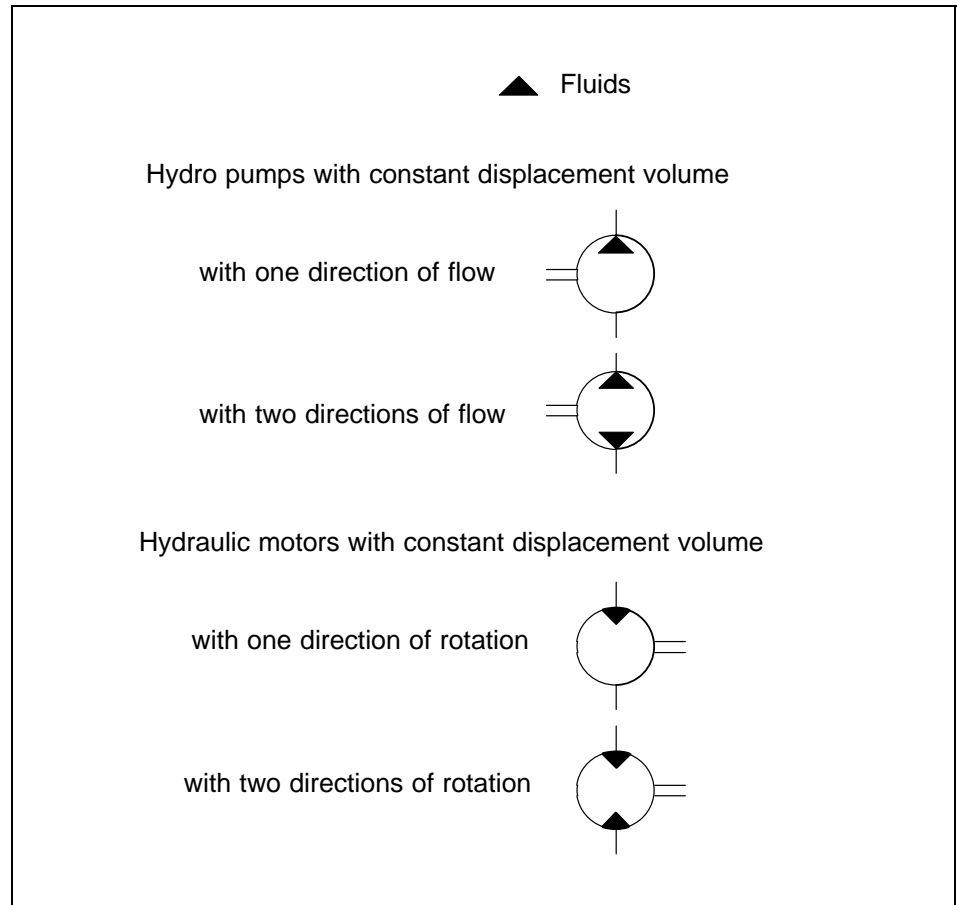 Fluids
Hydro pumps with constant displacement volume
with one direction of flow
with two directions of flow
Hydraulic motors with constant displacement volume
with one direction of rotation
with two directions of rotation